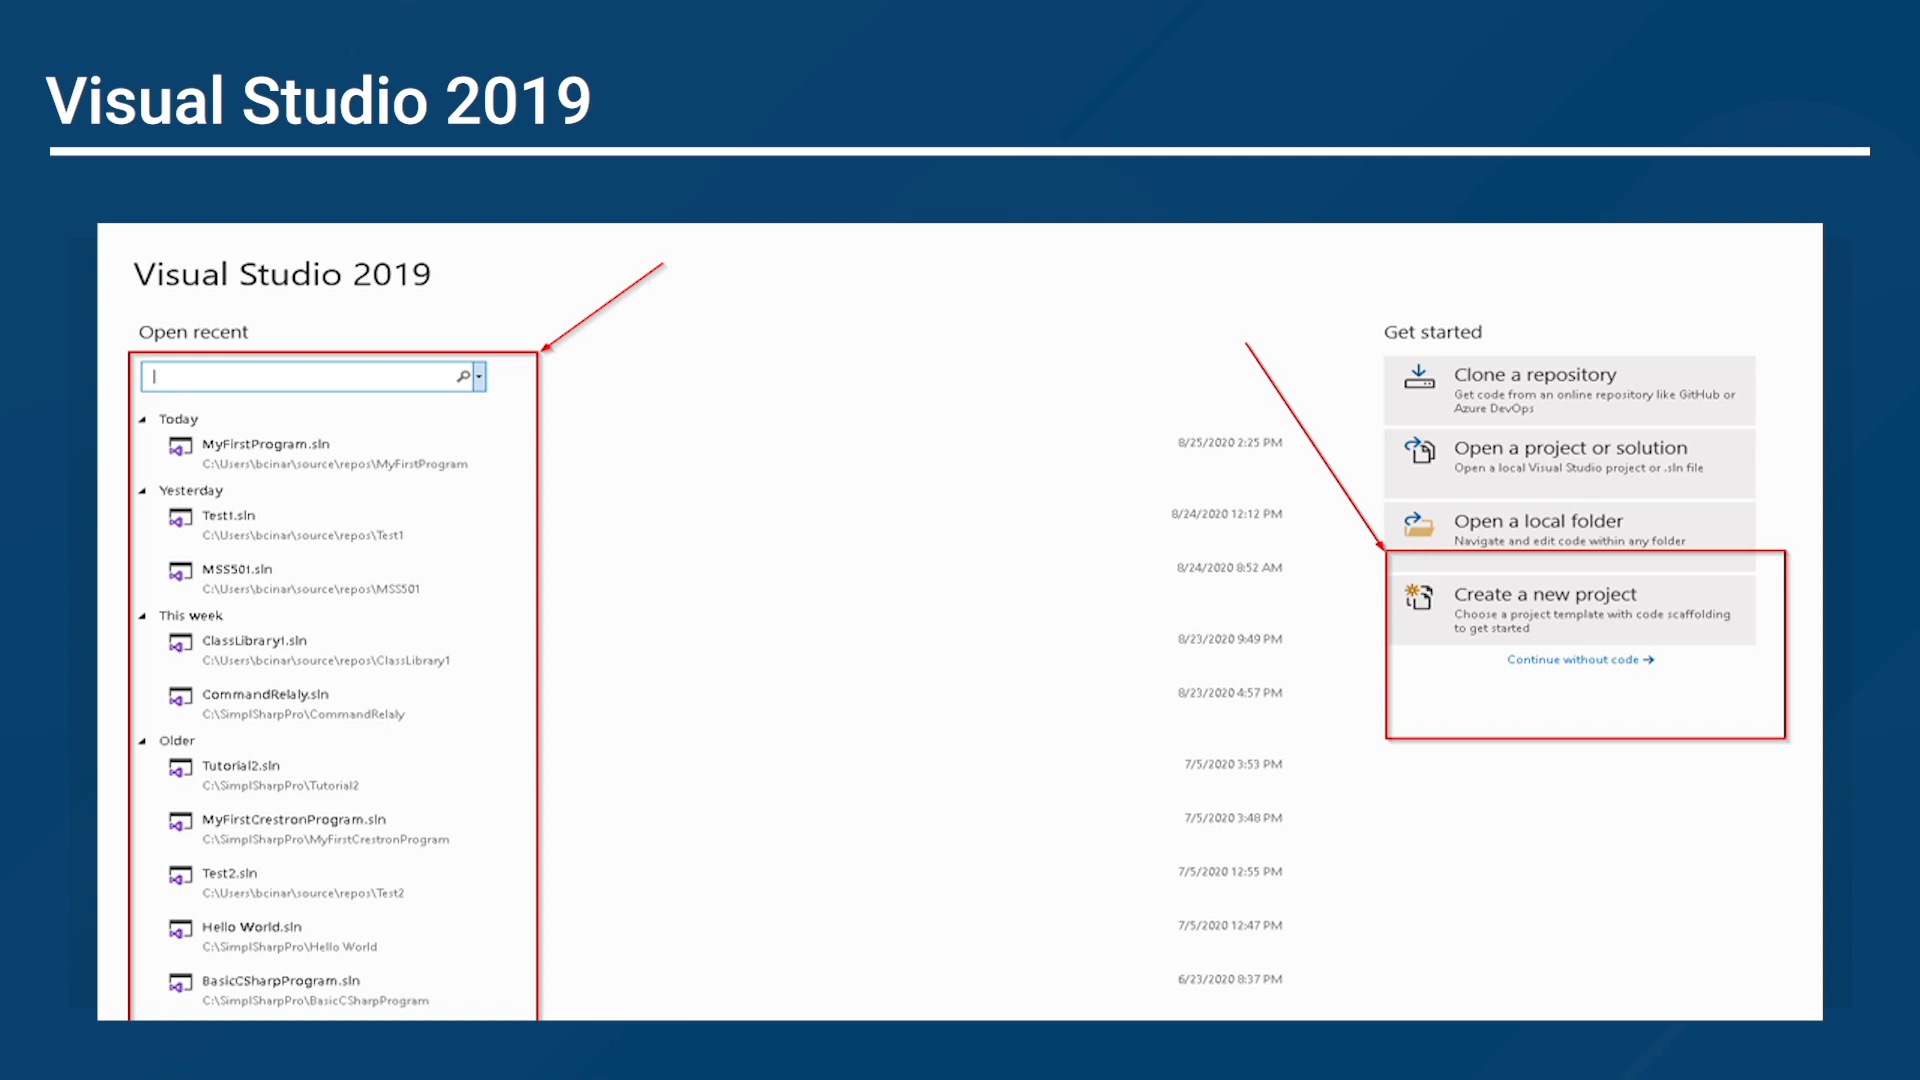 Visual Studio 2019
Visual Studio 2019
Open recent
Today
MyFirstProgram.sln
8/25/2020 2:25 PM
C:\Users\bcinar\source\repos\MyFirstProgram
Yesterday
Test1.sln
8/24/2020 12:12 PM
C:\Users\bcinar\source\repos\Test1
MSS501.sln
8/24/2020 8:52 AM
C:\Users\bcinar\source\repos\MSS501
This week
ClassLibrary1.sln
8/23/2020 9:49 PM
C:\Users\bcinar\source\repos\ClassLibrary1
CommandRelaly.sln
8/23/2020 4:57 PM
C:\SimplSharpPro\CommandRelaly
Older
Tutorial2.sln
7/5/2020 3:53 PM
C:\SimplSharpPro\Tutorial2
MyFirstCrestronProgram.sln
7/5/2020 3:48 PM
C:\SimplSharpPro\MyFirstCrestronProgram
Test2.sln
7/5/2020 12:55 PM
C:\Users\bcinar\source\repos\Test2
Hello World.sln
7/5/2020 12:47 PM
C:\SimplSharpPro\Hello World
BasicCSharpProgram.sln
6/23/2020 8:37 PM
C:\SimplSharpPro\BasicCSharpProgram
Get started
Clone a repository
Get code from an online repository like GitHub or
Azure DevOps
Open a project or solution
Open a local Visual Studio project or .sln file
Open a local folder
Navigate and edit code within any folder
Create a new project
Choose a project template with code scaffolding
to get started
Continue without code →